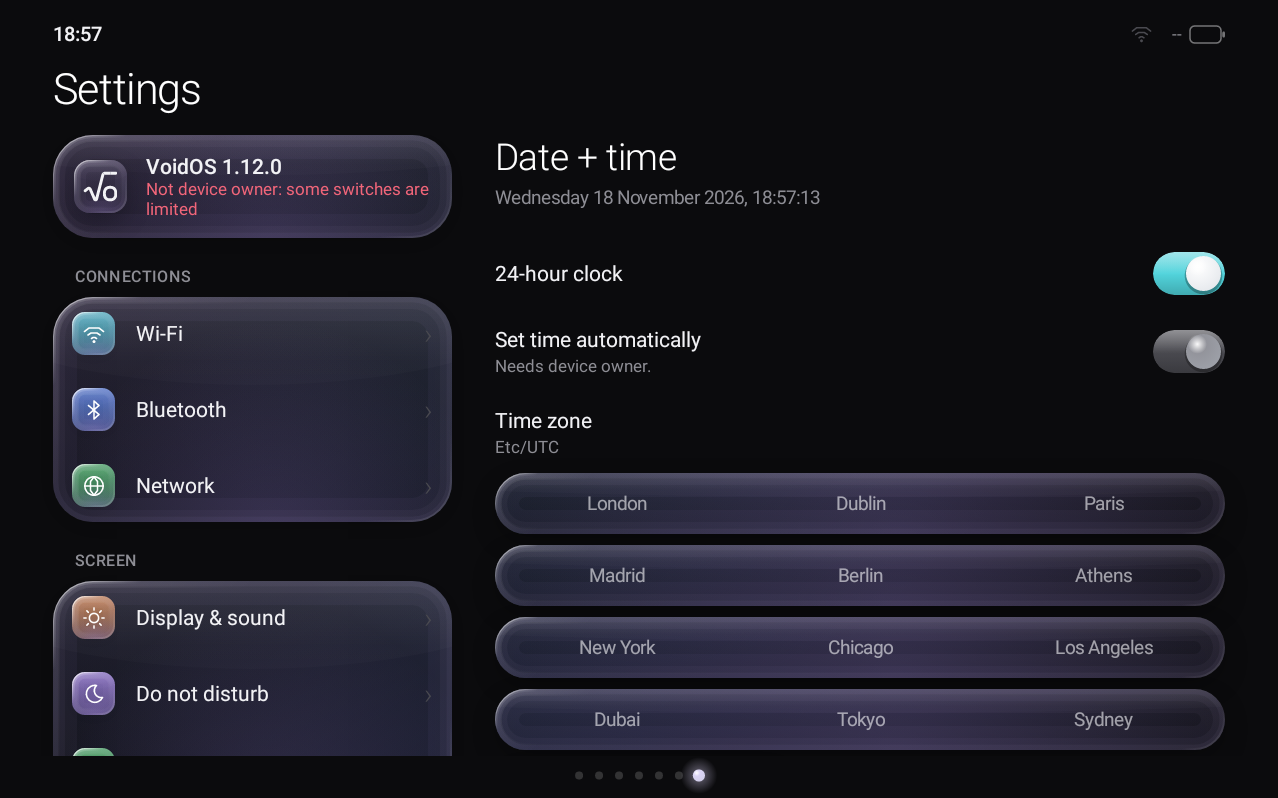 18:57
--
Settings
VoidOS 1.12.0
Not device owner: some switches are
limited
CONNECTIONS
Wi-Fi
Bluetooth
Network
SCREEN
Display & sound
Do not disturb
Date + time
Wednesday 18 November 2026, 18:57:13
24-hour clock
Set time automatically
Needs device owner.
Time zone
Etc/UTC
London Dublin Paris
Madrid Berlin Athens
New York Chicago Los Angeles
Dubai Tokyo Sydney